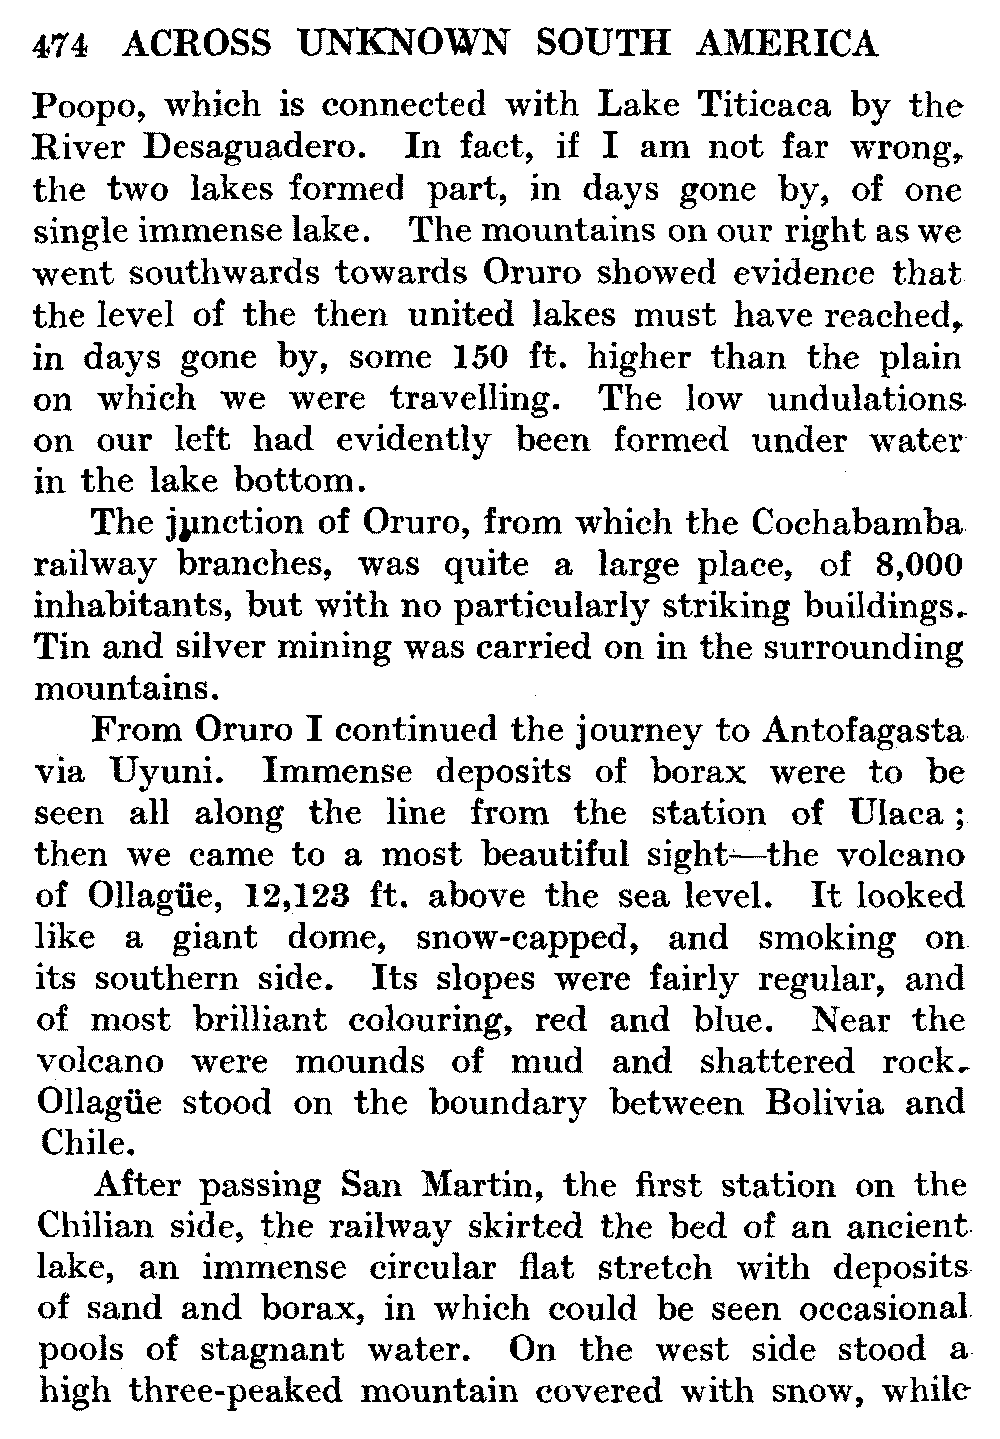 474 ACROSS UNKNOWN SOUTH AMERICA
Poopo, which is connected with Lake Titicaca by the
River Desaguadero. In fact, if I am not far wrong,
the two lakes formed part, in days gone by, of one
single immense lake. The mountains on our right as we
went southwards towards Oruro showed evidence that
the level of the then united lakes must have reached,
in days gone by, some 150 ft. higher than the plain
on which we were travelling. The low undulations
on our left had evidently been formed under water
in the lake bottom.
The junction of Oruro, from which the Cochabamba
railway branches, was quite a large place, of 8,000
inhabitants, but with no particularly striking buildings.
Tin and silver mining was carried on in the surrounding
mountains.
From Oruro I continued the journey to Antofagasta
via Uyuni. Immense deposits of borax were to be
seen all along the line from the station of Ulaca;
then we came to a most beautiful sight—the volcano
of Ollagüe, 12,123 ft. above the sea level. It looked
like a giant dome, snow-capped, and smoking on
its southern side. Its slopes were fairly regular, and
of most brilliant colouring, red and blue. Near the
volcano were mounds of mud and shattered rock.
Ollagüe stood on the boundary between Bolivia and
Chile.
After passing San Martin, the first station on the
Chilian side, the railway skirted the bed of an ancient
lake, an immense circular flat stretch with deposits
of sand and borax, in which could be seen occasional
pools of stagnant water. On the west side stood a
high three-peaked mountain covered with snow, while